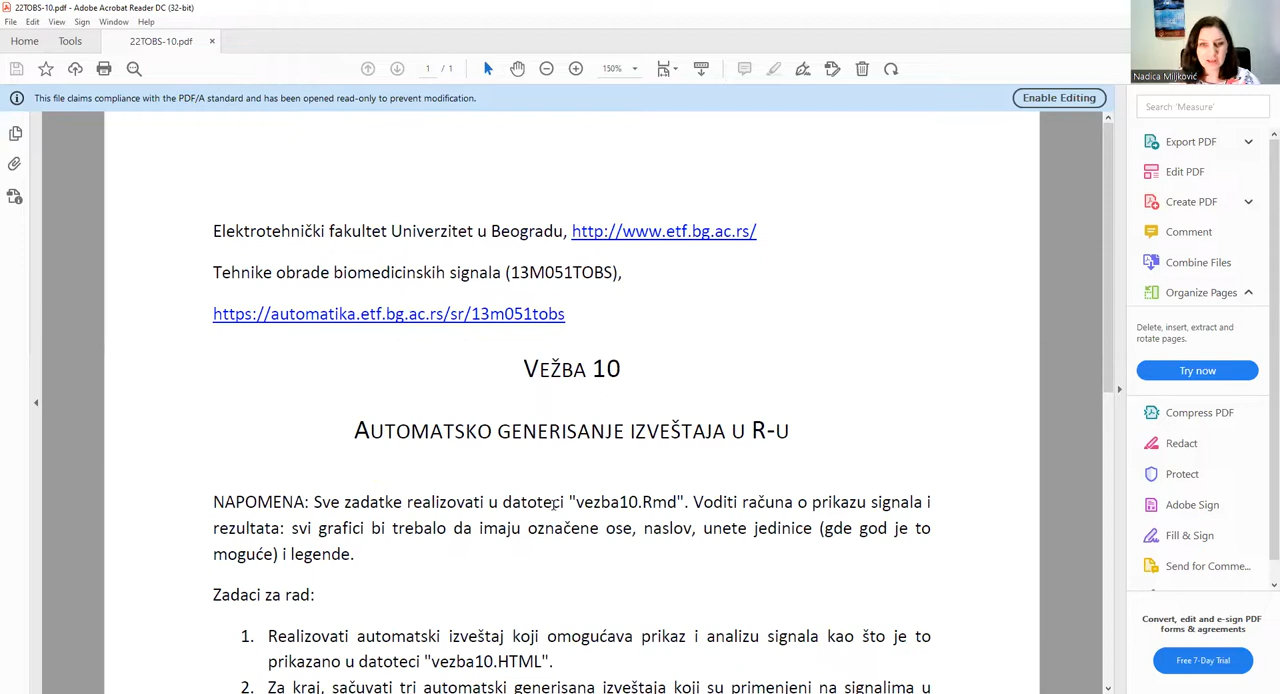 22TOBS-10.pdf - Adobe Acrobat Reader DC (32-bit)
File Edit View Sign Window Help
Home Tools 22TOBS-10.pdf ×
1 / 1 150%
This file claims compliance with the PDF/A standard and has been opened read-only to prevent modification. Enable Editing
Elektrotehnički fakultet Univerzitet u Beogradu, http://www.etf.bg.ac.rs/
Tehnike obrade biomedicinskih signala (13M051TOBS),
https://automatika.etf.bg.ac.rs/sr/13m051tobs
VEŽBA 10
AUTOMATSKO GENERISANJE IZVEŠTAJA U R-U
NAPOMENA: Sve zadatke realizovati u datoteci "vezba10.Rmd". Voditi računa o prikazu signala i
rezultata: svi grafici bi trebalo da imaju označene ose, naslov, unete jedinice (gde god je to
moguće) i legende.
Zadaci za rad:
1. Realizovati automatski izveštaj koji omogućava prikaz i analizu signala kao što je to
prikazano u datoteci "vezba10.HTML".
2. Za kraj, sačuvati tri automatski generisana izveštaja koji su primenjeni na signalima u
Nadica Miljković
Search 'Measure'
Export PDF
Edit PDF
Create PDF
Comment
Combine Files
Organize Pages
Delete, insert, extract and
rotate pages.
Try now
Compress PDF
Redact
Protect
Adobe Sign
Fill & Sign
Send for Comme...
Convert, edit and e-sign PDF
forms & agreements
Free 7-Day Trial